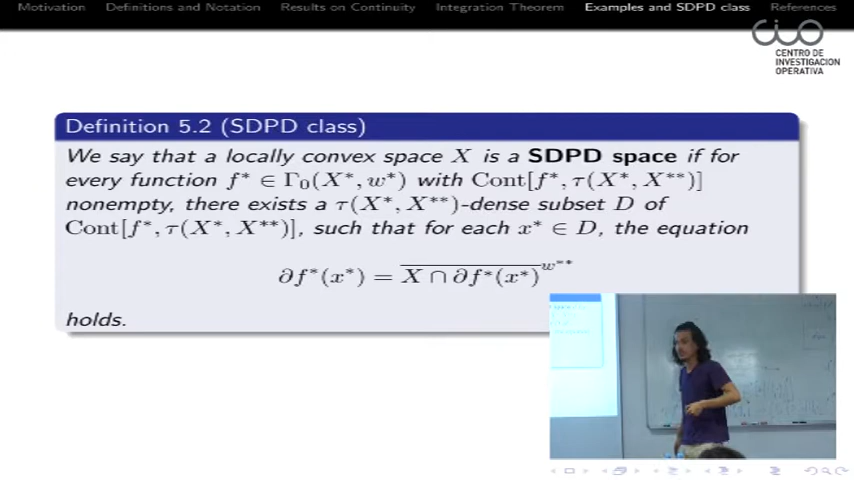 Motivation Definitions and Notation Results on Continuity Integration Theorem Examples and SDPD class References
CIO
CENTRO DE
INVESTIGACION
OPERATIVA
Definition 5.2 (SDPD class)
We say that a locally convex space X is a SDPD space if for
every function f* ∈ Γ₀(X*, w*) with Cont[f*, τ(X*, X**)]
nonempty, there exists a τ(X*, X**)-dense subset D of
Cont[f*, τ(X*, X**)], such that for each x* ∈ D, the equation
∂f*(x*) = \overline{X ∩ ∂f*(x*)}^{w**}
holds.